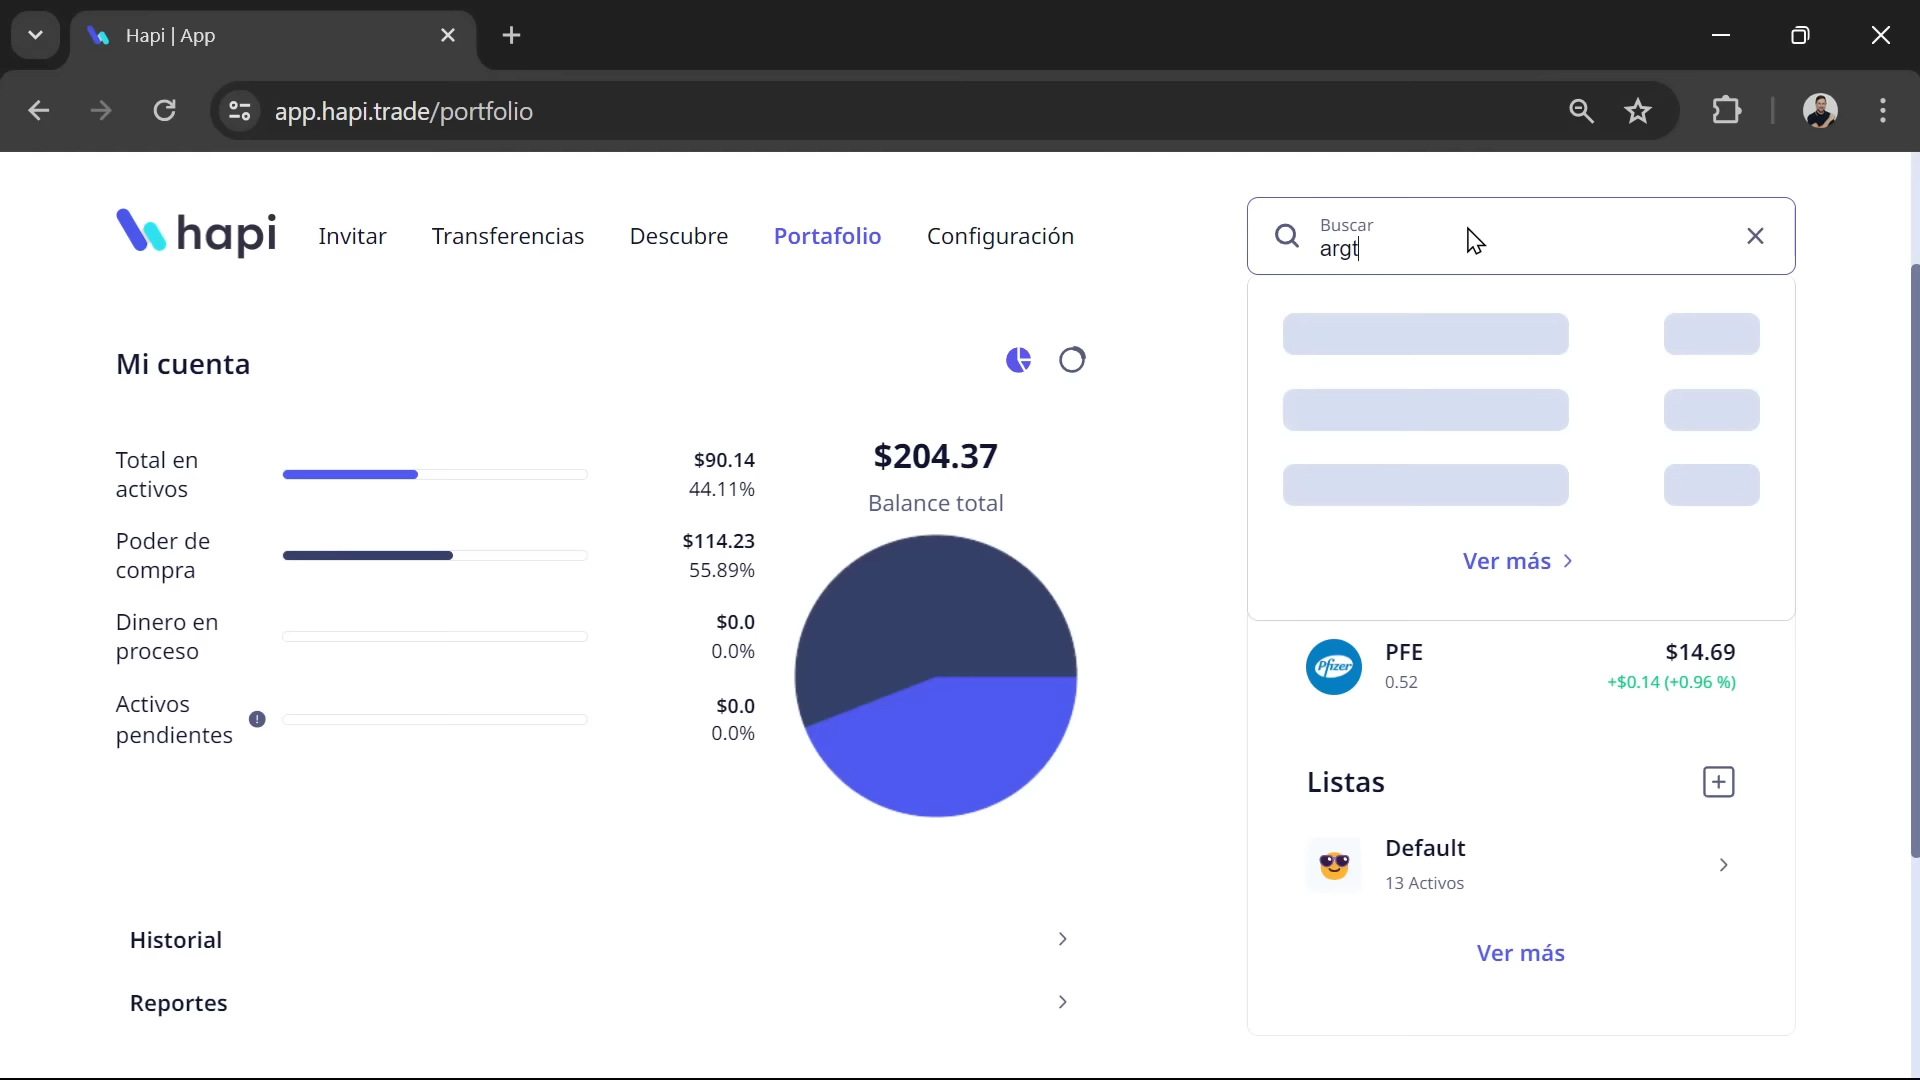 Hapi | App
app.hapi.trade/portfolio
hapi
Invitar
Transferencias
Descubre
Portafolio
Configuración
Buscar
argt
Mi cuenta
Total en
activos
$90.14
44.11%
Poder de
compra
$114.23
55.89%
Dinero en
proceso
$0.0
0.0%
Activos
pendientes
!
$0.0
0.0%
$204.37
Balance total
Historial
Reportes
Ver más
Pfizer
PFE
0.52
$14.69
+$0.14 (+0.96 %)
Listas
Default
13 Activos
Ver más